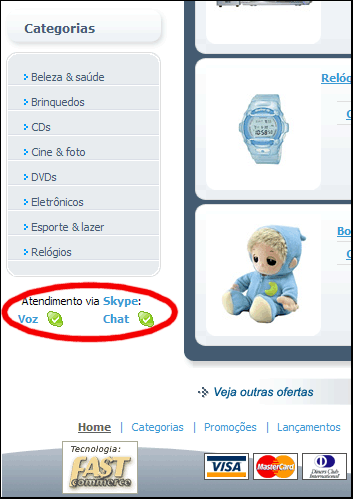 Categorias
Beleza & saúde
Brinquedos
CDs
Cine & foto
DVDs
Eletrônicos
Esporte & lazer
Relógios
Atendimento via Skype:
Voz Chat
Relóg
Bo
Veja outras ofertas
Home | Categorias | Promoções | Lançamentos
Tecnologia:
FAST
commerce
VISA MasterCard Diners Club
International